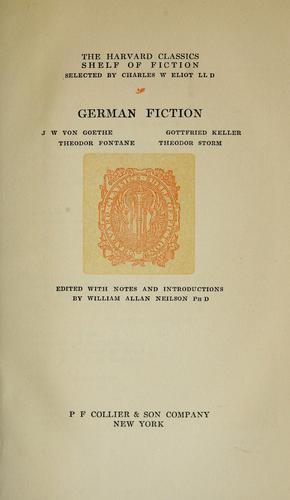 THE HARVARD CLASSICS
SHELF OF FICTION
SELECTED BY CHARLES W ELIOT LL D
GERMAN FICTION
J W VON GOETHE GOTTFRIED KELLER
THEODOR FONTANE THEODOR STORM
EDITED WITH NOTES AND INTRODUCTIONS
BY WILLIAM ALLAN NEILSON PH D
P F COLLIER & SON COMPANY
NEW YORK